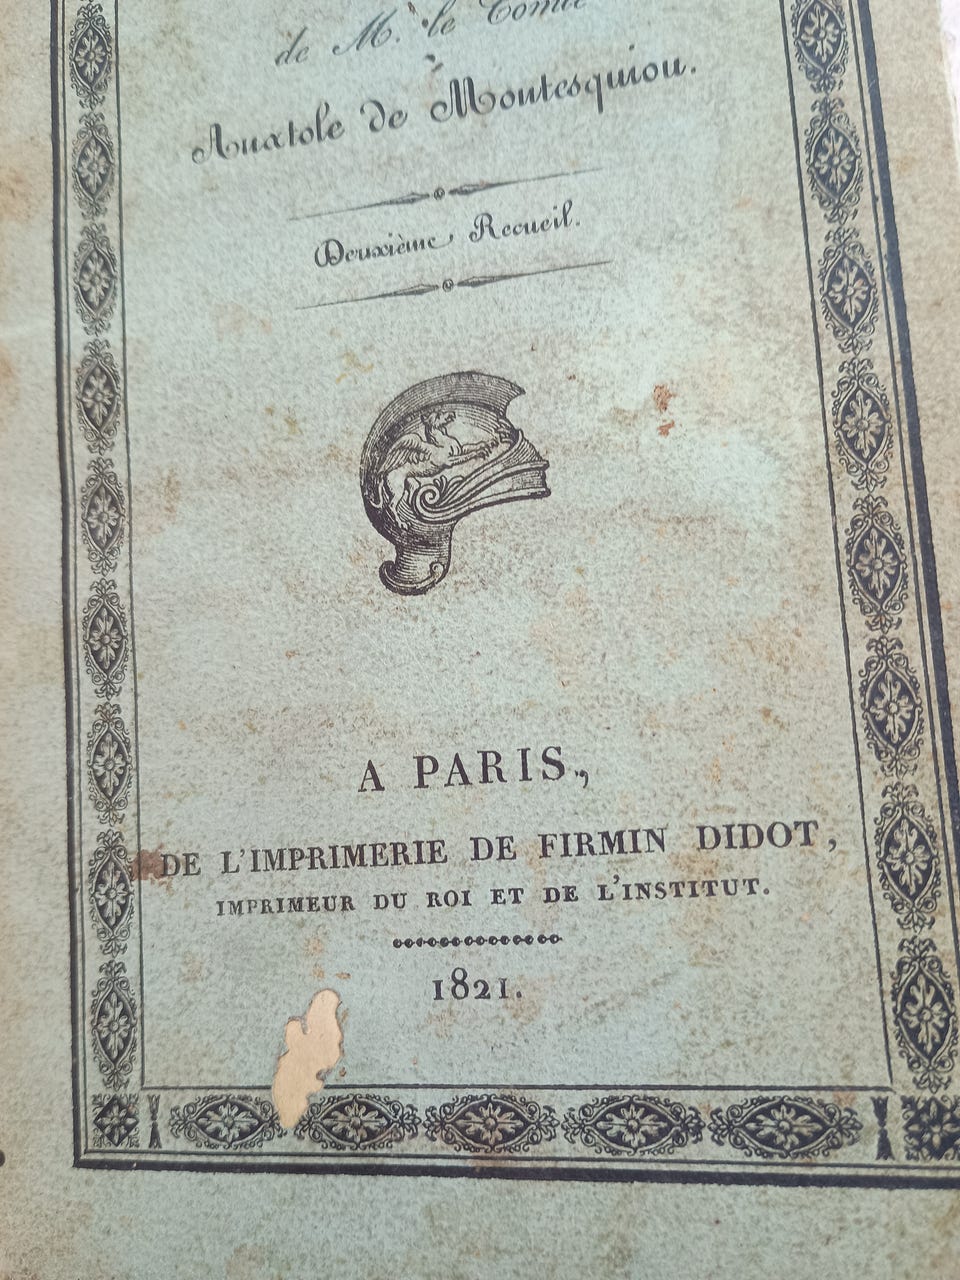 de M. le Comte
Anatole de Montesquiou.
Deuxième Recueil.
A PARIS,
DE L'IMPRIMERIE DE FIRMIN DIDOT,
IMPRIMEUR DU ROI ET DE L'INSTITUT.
1821.